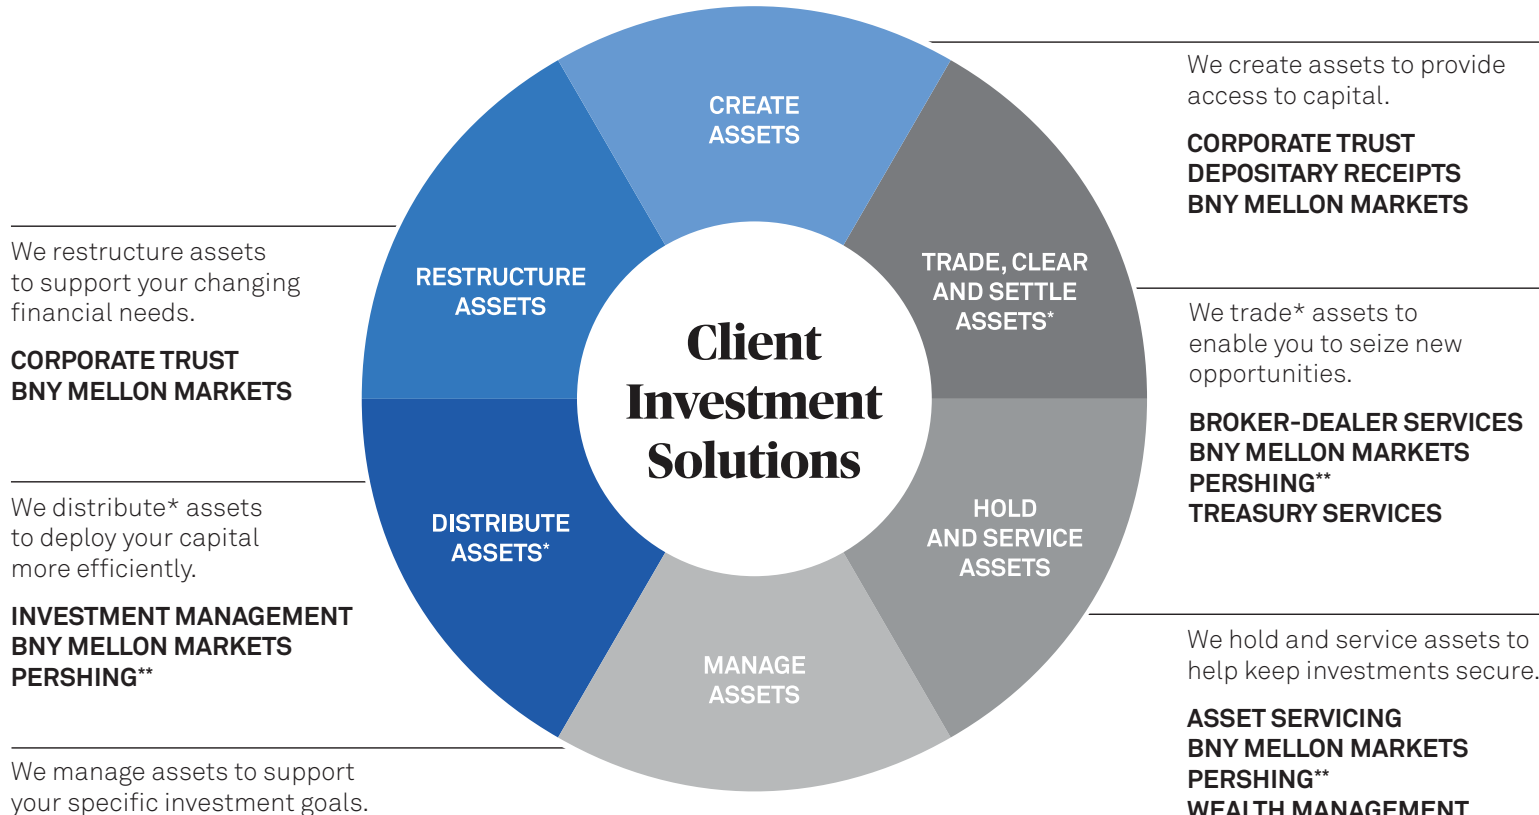 CREATE
ASSETS
We create assets to provide
access to capital.
CORPORATE TRUST
DEPOSITARY RECEIPTS
BNY MELLON MARKETS
TRADE, CLEAR
AND SETTLE
ASSETS*
We trade* assets to
enable you to seize new
opportunities.
BROKER-DEALER SERVICES
BNY MELLON MARKETS
PERSHING**
TREASURY SERVICES
HOLD
AND SERVICE
ASSETS
We hold and service assets to
help keep investments secure.
ASSET SERVICING
BNY MELLON MARKETS
PERSHING**
WEALTH MANAGEMENT
MANAGE
ASSETS
We manage assets to support
your specific investment goals.
DISTRIBUTE
ASSETS*
We distribute* assets
to deploy your capital
more efficiently.
INVESTMENT MANAGEMENT
BNY MELLON MARKETS
PERSHING**
RESTRUCTURE
ASSETS
We restructure assets
to support your changing
financial needs.
CORPORATE TRUST
BNY MELLON MARKETS
Client
Investment
Solutions